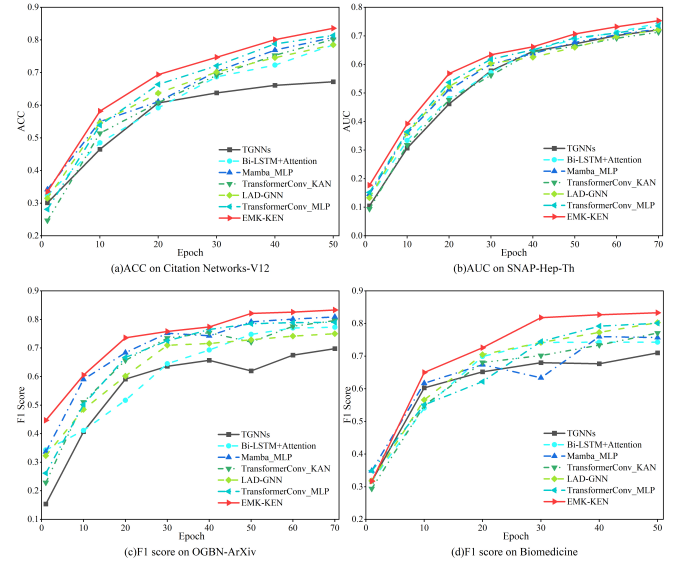 0.9
0.8
0.7
0.6
0.5
0.4
0.3
0.2
ACC
0 10 20 30 40 50
Epoch
TGNNs
Bi-LSTM+Attention
Mamba_MLP
TransformerConv_KAN
LAD-GNN
TransformerConv_MLP
EMK-KEN
(a)ACC on Citation Networks-V12
0.8
0.7
0.6
0.5
0.4
0.3
0.2
0.1
0.0
AUC
0 10 20 30 40 50 60 70
Epoch
TGNNs
Bi-LSTM+Attention
Mamba_MLP
TransformerConv_KAN
LAD-GNN
TransformerConv_MLP
EMK-KEN
(b)AUC on SNAP-Hep-Th
0.9
0.8
0.7
0.6
0.5
0.4
0.3
0.2
0.1
F1 Score
0 10 20 30 40 50 60 70
Epoch
TGNNs
Bi-LSTM+Attention
Mamba_MLP
TransformerConv_KAN
LAD-GNN
TransformerConv_MLP
EMK-KEN
(c)F1 score on OGBN-ArXiv
0.9
0.8
0.7
0.6
0.5
0.4
0.3
0.2
F1 Score
0 10 20 30 40 50
Epoch
TGNNs
Bi-LSTM+Attention
Mamba_MLP
TransformerConv_KAN
LAD-GNN
TransformerConv_MLP
EMK-KEN
(d)F1 score on Biomedicine